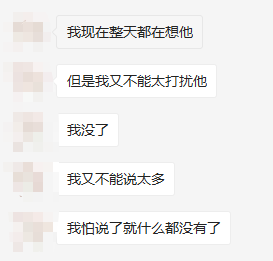 我现在整天都在想他
但是我又不能太打扰他
我没了
我又不能说太多
我怕说了就什么都没有了